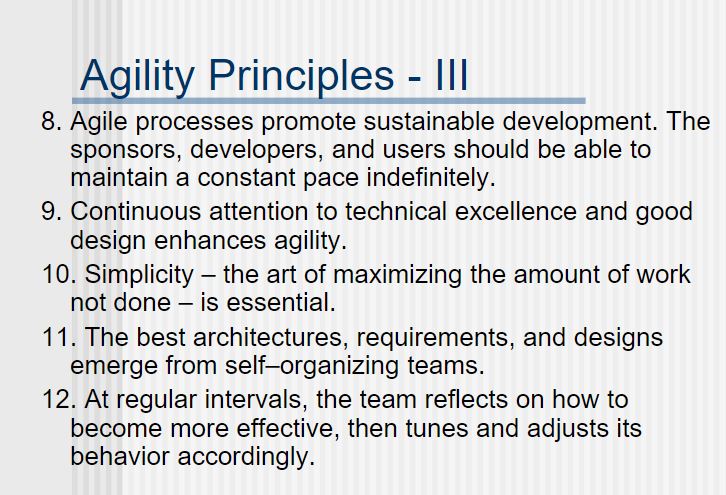 Agility Principles - III
8. Agile processes promote sustainable development. The
sponsors, developers, and users should be able to
maintain a constant pace indefinitely.
9. Continuous attention to technical excellence and good
design enhances agility.
10. Simplicity – the art of maximizing the amount of work
not done – is essential.
11. The best architectures, requirements, and designs
emerge from self–organizing teams.
12. At regular intervals, the team reflects on how to
become more effective, then tunes and adjusts its
behavior accordingly.